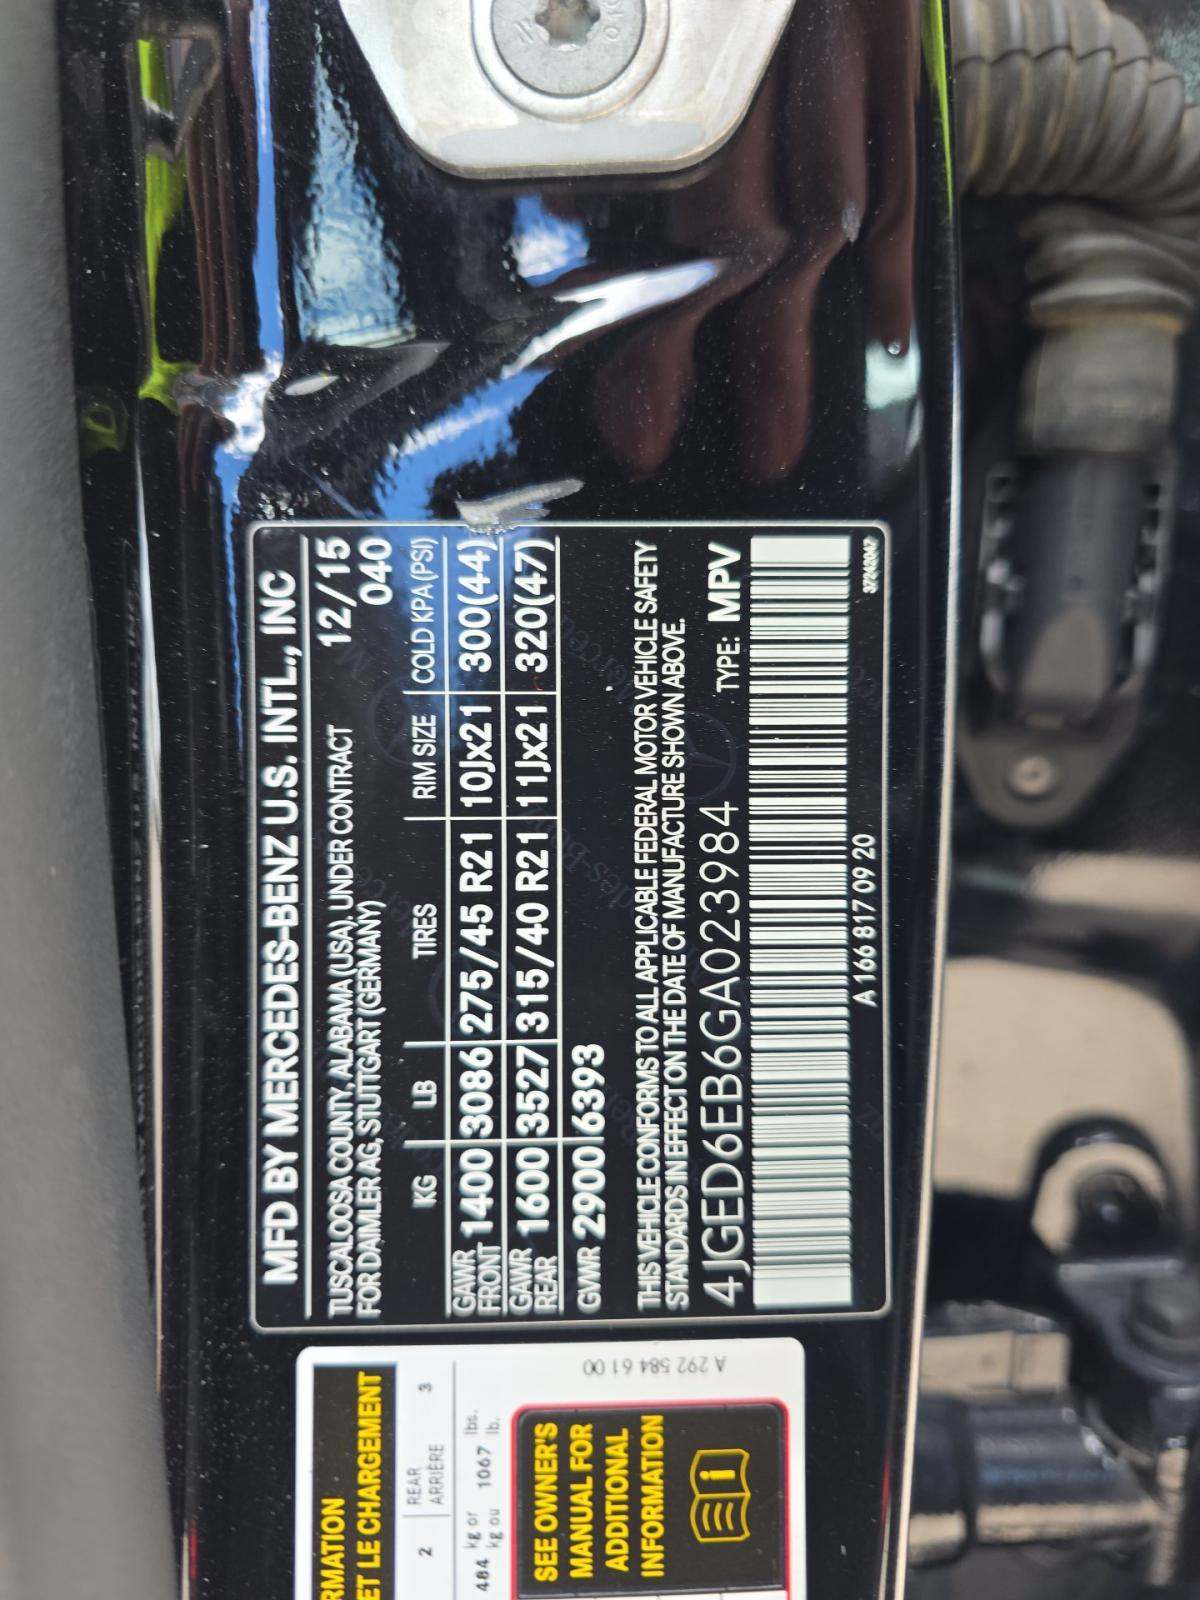 MFD BY MERCEDES-BENZ U.S. INTL., INC
TUSCALOOSA COUNTY, ALABAMA (USA). UNDER CONTRACT 12/15
FOR DAIMLER AG, STUTTGART (GERMANY) 040
KG LB TIRES RIM SIZE COLD KPA (PSI)
GAWR FRONT 1400 3086 275/45 R21 10Jx21 300(44)
GAWR REAR 1600 3527 315/40 R21 11Jx21 320(47)
GVWR 2900 6393
THIS VEHICLE CONFORMS TO ALL APPLICABLE FEDERAL MOTOR VEHICLE SAFETY
STANDARDS IN EFFECT ON THE DATE OF MANUFACTURE SHOWN ABOVE.
4JGED6EB6GA023984 TYPE: MPV
A 166 817 09 20
37242042
RMATION
ET LE CHARGEMENT
2 REAR 3
ARRIÈRE
484 kg or 1067 lbs.
kg ou lb.
SEE OWNER'S
MANUAL FOR
ADDITIONAL
INFORMATION
A 292 584 61 00